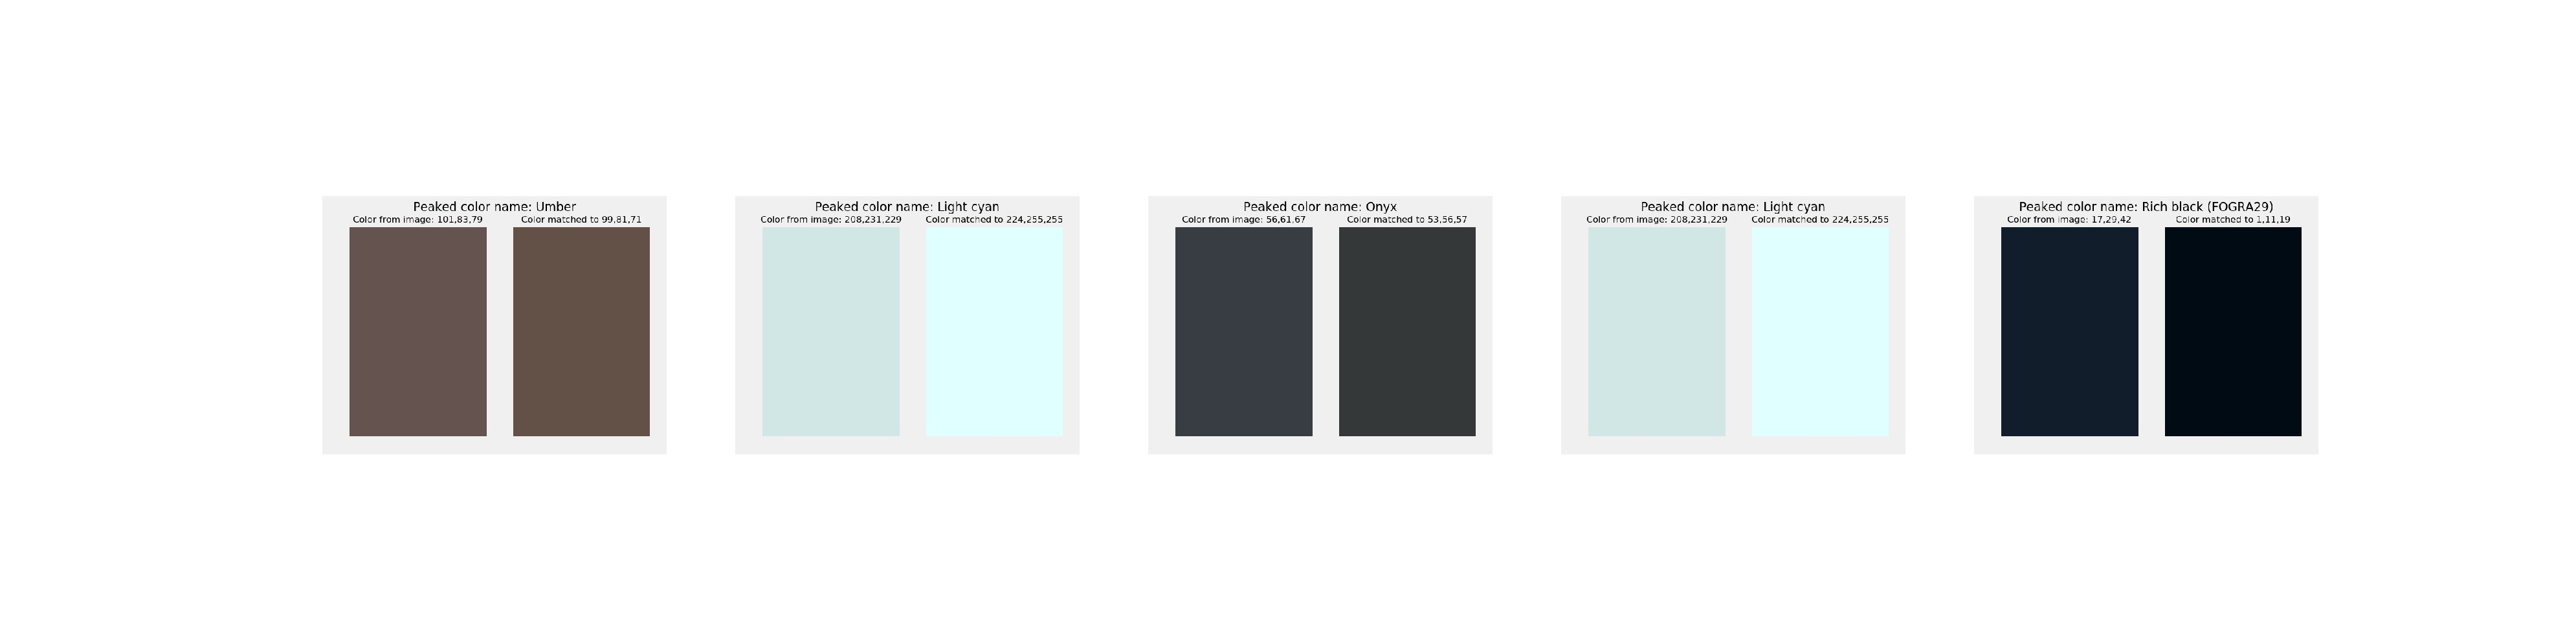 Peaked color name: Umber
Color from image: 101,83,79
Color matched to 99,81,71
Peaked color name: Light cyan
Color from image: 208,231,229
Color matched to 224,255,255
Peaked color name: Onyx
Color from image: 56,61,67
Color matched to 53,56,57
Peaked color name: Light cyan
Color from image: 208,231,229
Color matched to 224,255,255
Peaked color name: Rich black (FOGRA29)
Color from image: 17,29,42
Color matched to 1,11,19